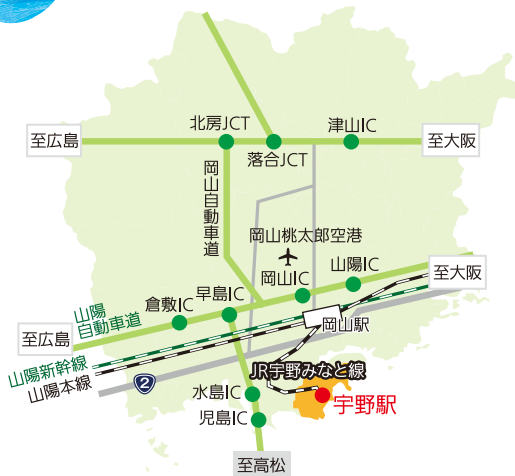 北房JCT
津山IC
至広島
至大阪
落合JCT
岡山自動車道
岡山桃太郎空港
岡山IC
山陽IC
至大阪
倉敷IC
早島IC
山陽
自動車道
岡山駅
至広島
山陽新幹線
山陽本線
2
JR宇野みなと線
水島IC
宇野駅
児島IC
至高松